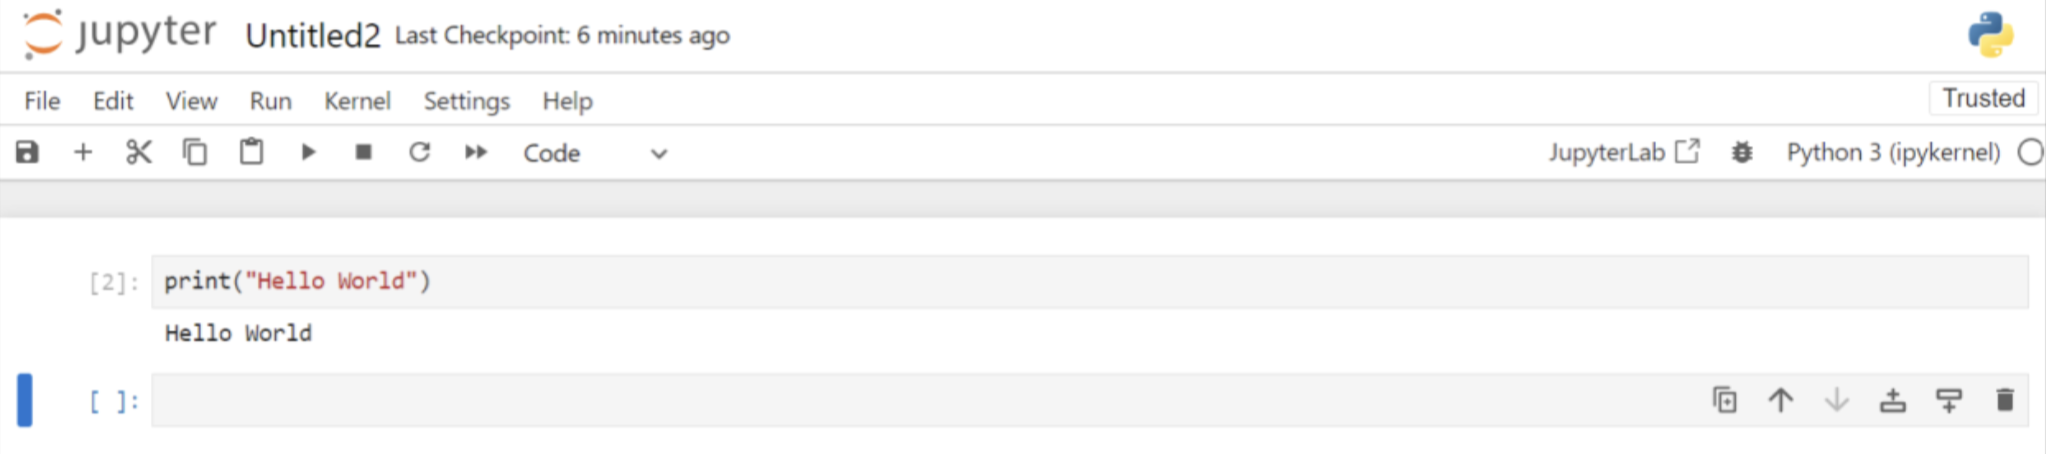 jupyter Untitled2 Last Checkpoint: 6 minutes ago
File Edit View Run Kernel Settings Help Trusted
Code JupyterLab Python 3 (ipykernel)
[2]: print("Hello World")
Hello World
[ ]: